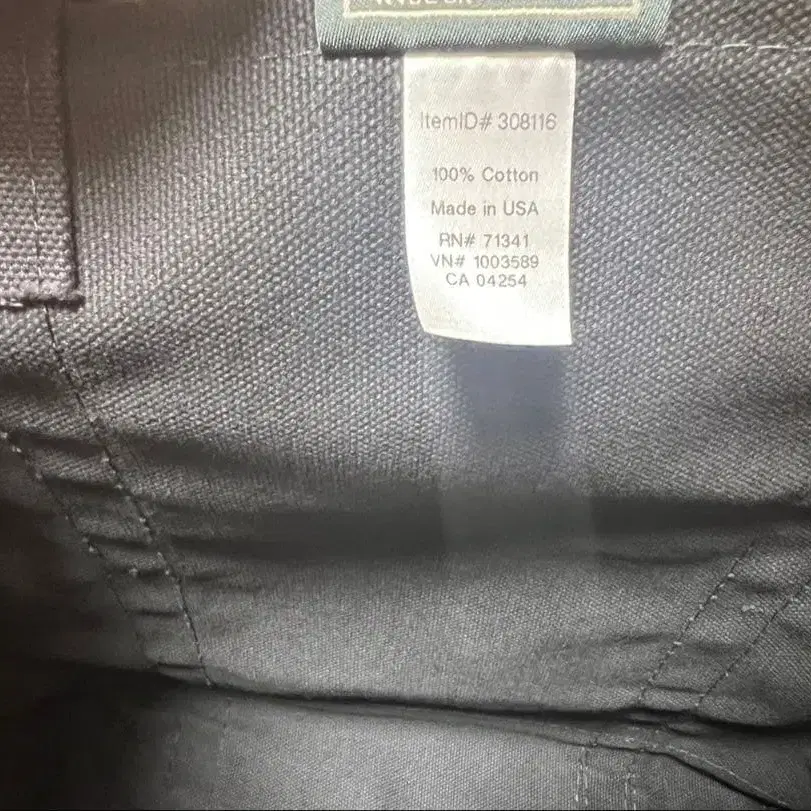 ItemID# 308116
100% Cotton
Made in USA
RN# 71341
VN# 1003589
CA 04254